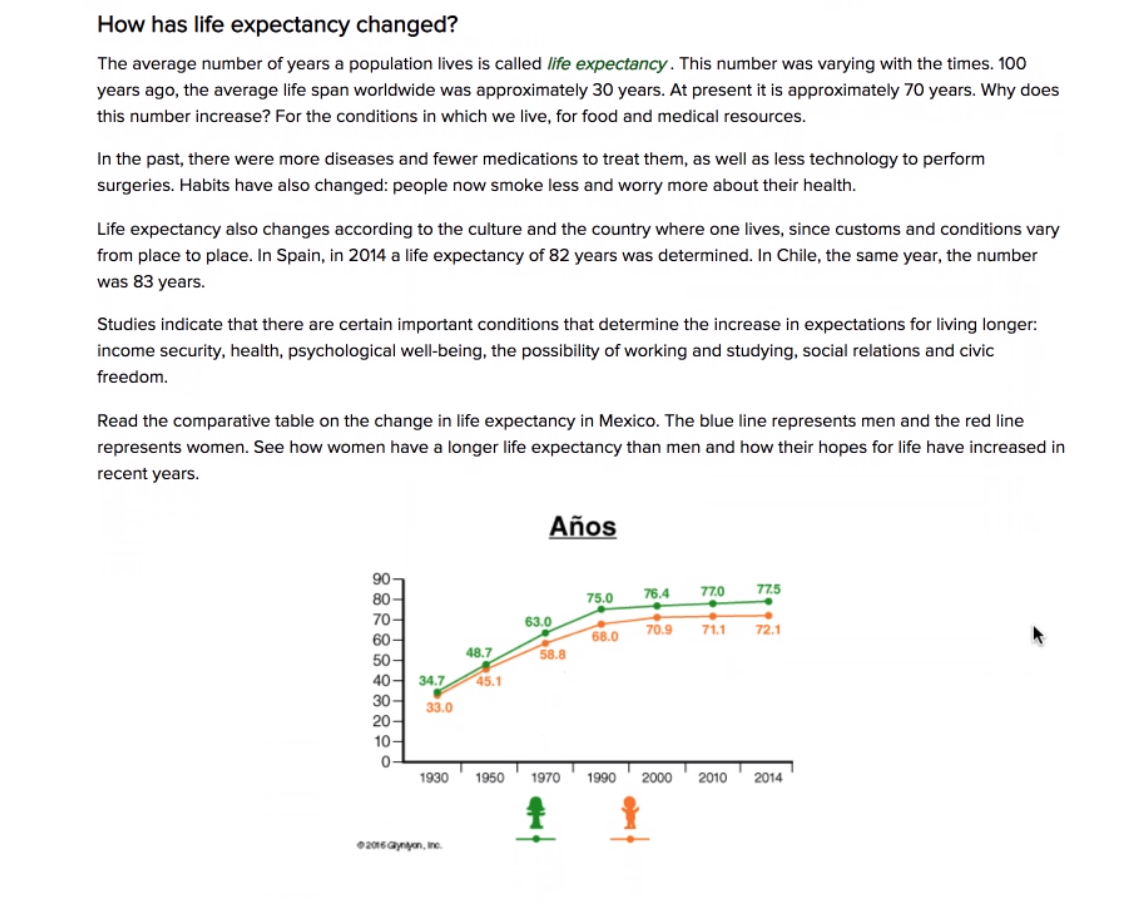 How has life expectancy changed?
The average number of years a population lives is called life expectancy. This number was varying with the times. 100
years ago, the average life span worldwide was approximately 30 years. At present it is approximately 70 years. Why does
this number increase? For the conditions in which we live, for food and medical resources.
In the past, there were more diseases and fewer medications to treat them, as well as less technology to perform
surgeries. Habits have also changed: people now smoke less and worry more about their health.
Life expectancy also changes according to the culture and the country where one lives, since customs and conditions vary
from place to place. In Spain, in 2014 a life expectancy of 82 years was determined. In Chile, the same year, the number
was 83 years.
Studies indicate that there are certain important conditions that determine the increase in expectations for living longer:
income security, health, psychological well-being, the possibility of working and studying, social relations and civic
freedom.
Read the comparative table on the change in life expectancy in Mexico. The blue line represents men and the red line
represents women. See how women have a longer life expectancy than men and how their hopes for life have increased in
recent years.
Años
90
80
70
60
50
40
30
20
10
0
34.7 48.7 63.0 75.0 76.4 77.0 77.5
33.0 45.1 58.8 68.0 70.9 71.1 72.1
1930 1950 1970 1990 2000 2010 2014
©2016 Glynlyon, Inc.